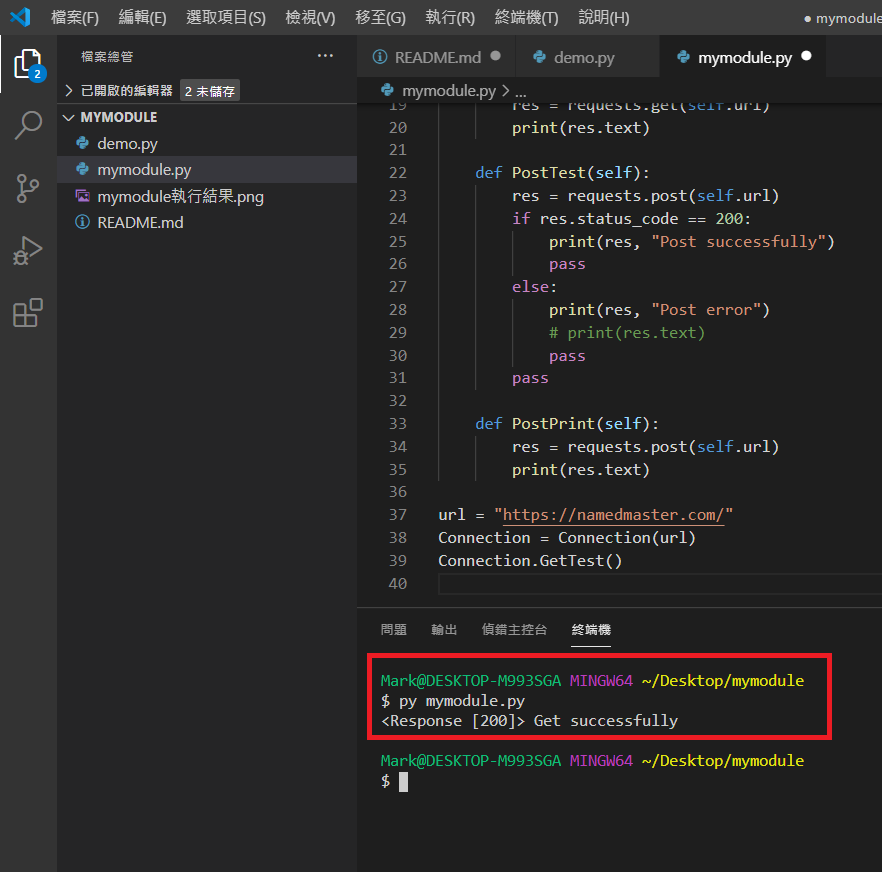 檔案(F) 編輯(E) 選取項目(S) 檢視(V) 移至(G) 執行(R) 終端機(T) 說明(H) ● mymodule
檔案總管 ···
已開啟的編輯器 2 未儲存
MYMODULE
demo.py
mymodule.py
mymodule執行結果.png
README.md
2
README.md ● demo.py mymodule.py ●
mymodule.py > ...
19 res = requests.get(self.url)
20 print(res.text)
21
22 def PostTest(self):
23 res = requests.post(self.url)
24 if res.status_code == 200:
25 print(res, "Post successfully")
26 pass
27 else:
28 print(res, "Post error")
29 # print(res.text)
30 pass
31 pass
32
33 def PostPrint(self):
34 res = requests.post(self.url)
35 print(res.text)
36
37 url = "https://namedmaster.com/"
38 Connection = Connection(url)
39 Connection.GetTest()
40
問題 輸出 偵錯主控台 終端機
Mark@DESKTOP-M993SGA MINGW64 ~/Desktop/mymodule
$ py mymodule.py
<Response [200]> Get successfully
Mark@DESKTOP-M993SGA MINGW64 ~/Desktop/mymodule
$